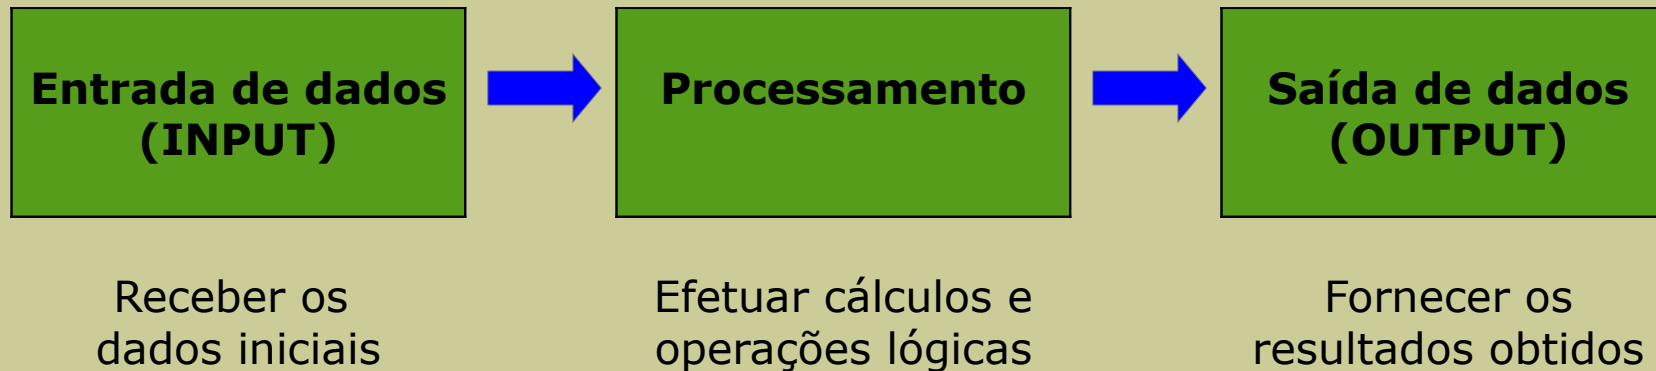 Entrada de dados
(INPUT)
Processamento
Saída de dados
(OUTPUT)
Receber os
dados iniciais
Efetuar cálculos e
operações lógicas
Fornecer os
resultados obtidos